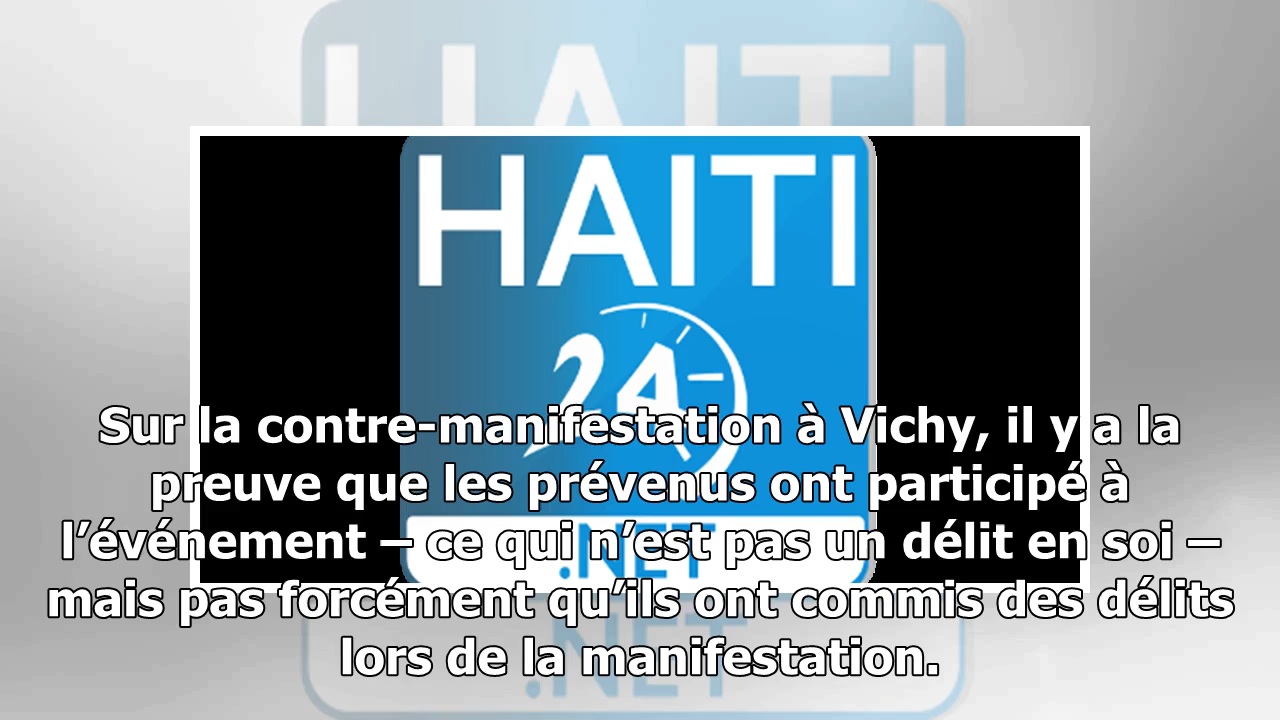 HAITI
HAITI
24
.NET
Sur la contre-manifestation à Vichy, il y a la
preuve que les prévenus ont participé à
l’événement – ce qui n’est pas un délit en soi –
mais pas forcément qu’ils ont commis des délits
lors de la manifestation.
.NET